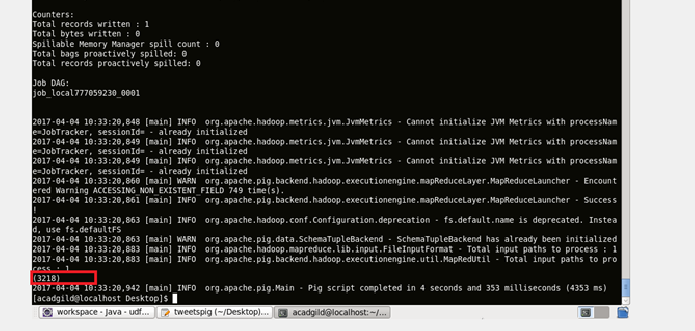 Counters:
Total records written : 1
Total bytes written : 0
Spillable Memory Manager spill count : 0
Total bags proactively spilled: 0
Total records proactively spilled: 0
Job DAG:
job_local777059230_0001
2017-04-04 10:33:20,848 [main] INFO  org.apache.hadoop.metrics.jvm.JvmMetrics - Cannot initialize JVM Metrics with processNam
e=JobTracker, sessionId= - already initialized
2017-04-04 10:33:20,849 [main] INFO  org.apache.hadoop.metrics.jvm.JvmMetrics - Cannot initialize JVM Metrics with processNam
e=JobTracker, sessionId= - already initialized
2017-04-04 10:33:20,849 [main] INFO  org.apache.hadoop.metrics.jvm.JvmMetrics - Cannot initialize JVM Metrics with processNam
e=JobTracker, sessionId= - already initialized
2017-04-04 10:33:20,860 [main] WARN  org.apache.pig.backend.hadoop.executionengine.mapReduceLayer.MapReduceLauncher - Encount
ered Warning ACCESSING_NON_EXISTENT_FIELD 749 time(s).
2017-04-04 10:33:20,861 [main] INFO  org.apache.pig.backend.hadoop.executionengine.mapReduceLayer.MapReduceLauncher - Success
!
2017-04-04 10:33:20,863 [main] INFO  org.apache.hadoop.conf.Configuration.deprecation - fs.default.name is deprecated. Instea
d, use fs.defaultFS
2017-04-04 10:33:20,863 [main] WARN  org.apache.pig.data.SchemaTupleBackend - SchemaTupleBackend has already been initialized
2017-04-04 10:33:20,883 [main] INFO  org.apache.hadoop.mapreduce.lib.input.FileInputFormat - Total input paths to process : 1
2017-04-04 10:33:20,883 [main] INFO  org.apache.pig.backend.hadoop.executionengine.util.MapRedUtil - Total input paths to pro
cess : 1
(3218)
2017-04-04 10:33:20,942 [main] INFO  org.apache.pig.Main - Pig script completed in 4 seconds and 353 milliseconds (4353 ms)
[acadgild@localhost Desktop]$
workspace - Java - udf... tweetspig (~/Desktop)... acadgild@localhost:~/...